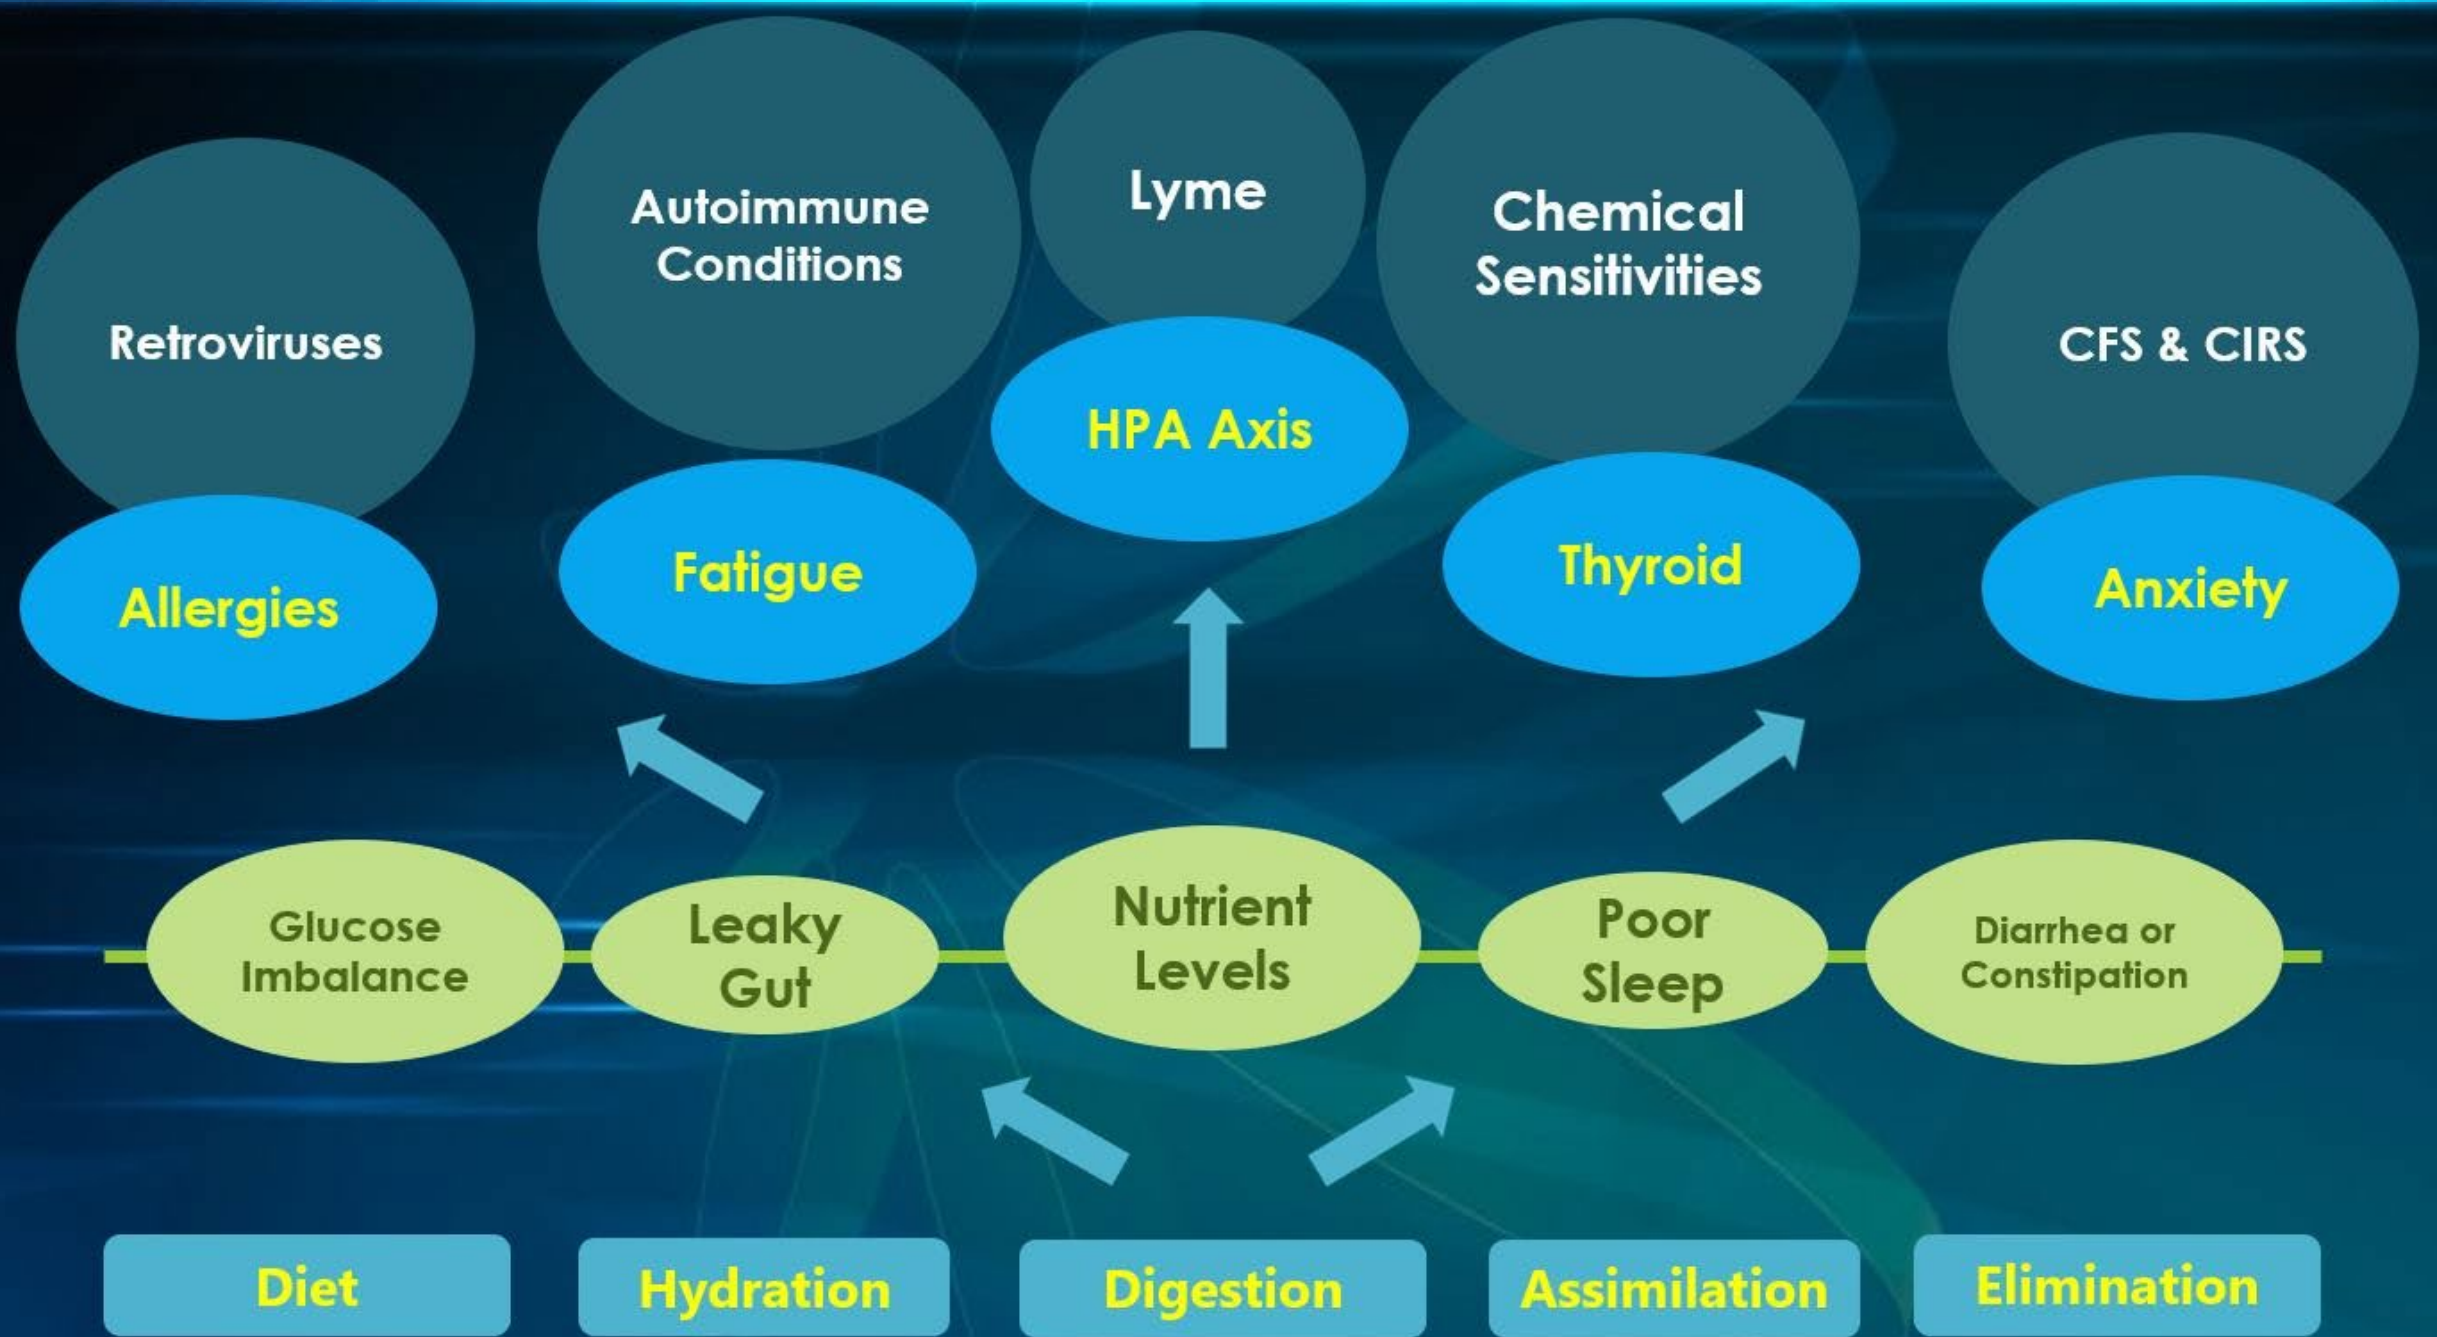 Retroviruses
Autoimmune
Conditions
Lyme
Chemical
Sensitivities
CFS & CIRS
Allergies
Fatigue
HPA Axis
Thyroid
Anxiety
Glucose
Imbalance
Leaky
Gut
Nutrient
Levels
Poor
Sleep
Diarrhea or
Constipation
Diet
Hydration
Digestion
Assimilation
Elimination